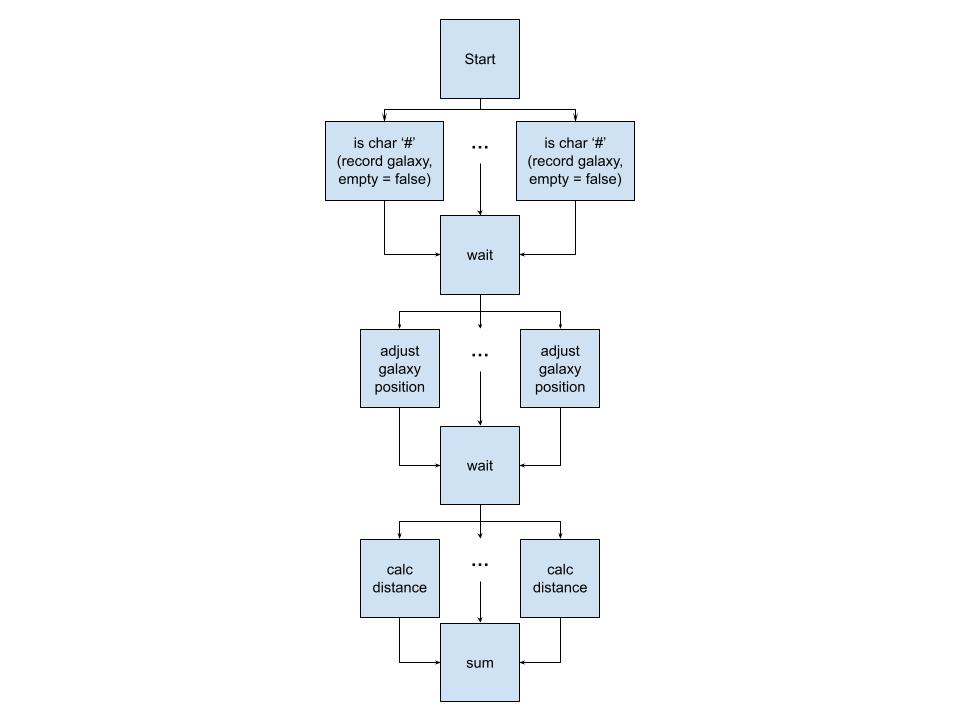 Start
is char ‘#’
(record galaxy,
empty = false)
...
is char ‘#’
(record galaxy,
empty = false)
wait
adjust
galaxy
position
...
adjust
galaxy
position
wait
calc
distance
...
calc
distance
sum